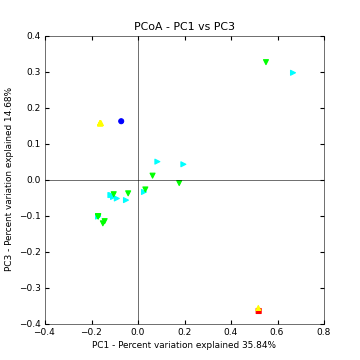 PCoA - PC1 vs PC3
PC3 - Percent variation explained 14.68%
0.4
0.3
0.2
0.1
0.0
−0.1
−0.2
−0.3
−0.4
−0.4 −0.2 0.0 0.2 0.4 0.6 0.8
PC1 - Percent variation explained 35.84%